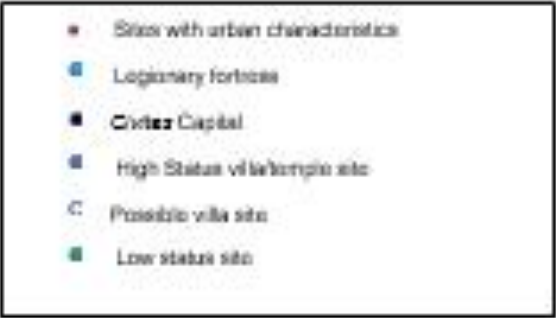 Sites with urban characteristics
Legionary fortress
Civitas Capital
High Status villa/temple site
Possible villa site
Low status site